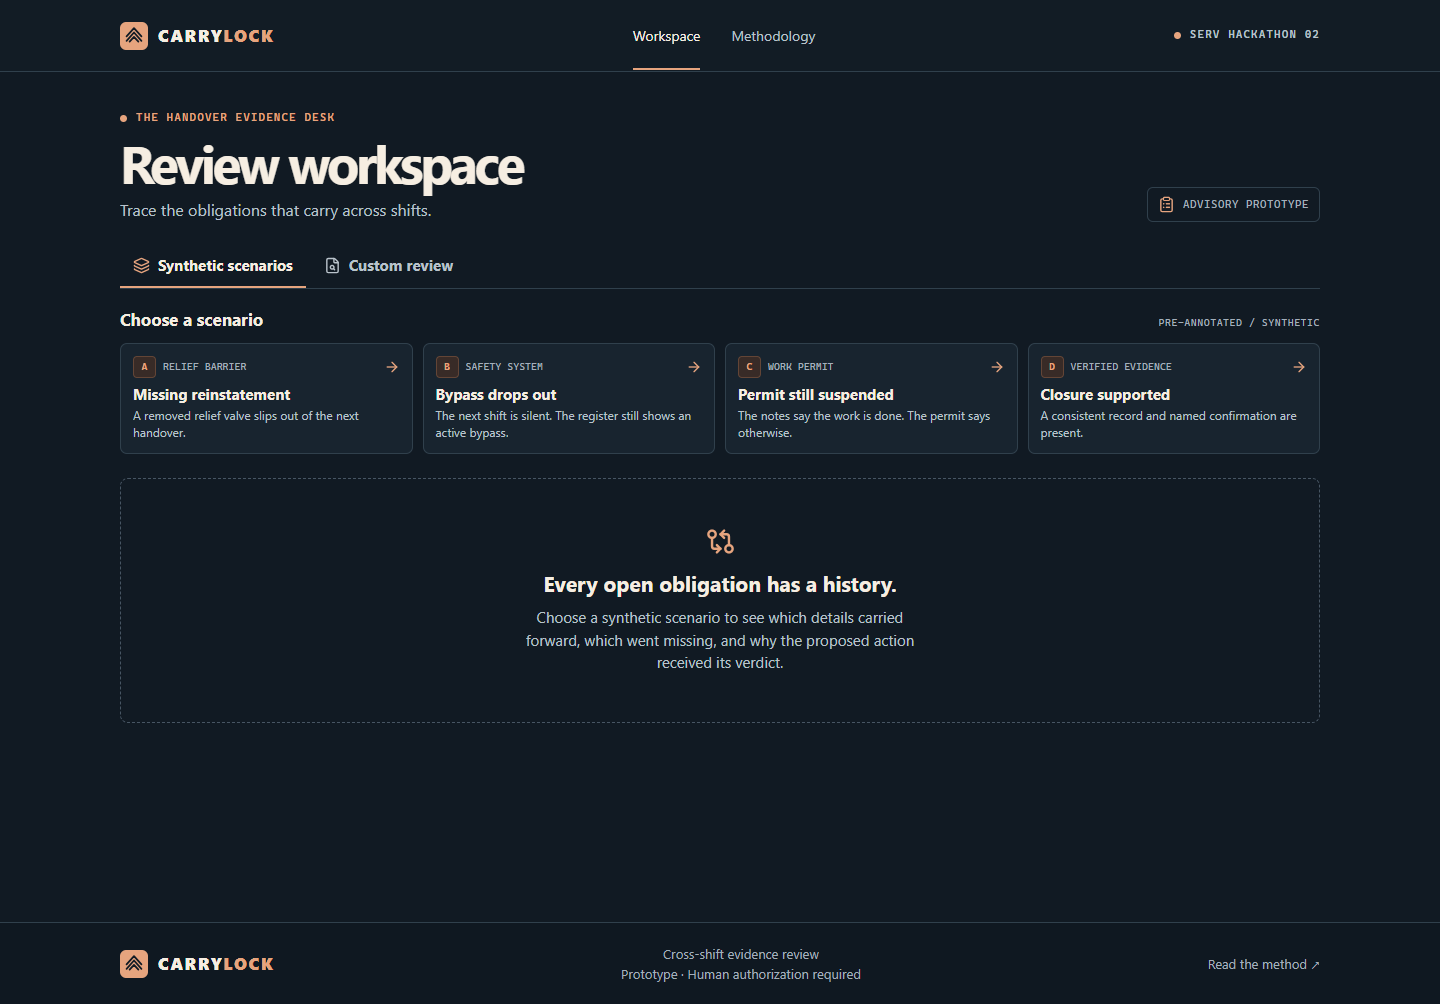 CARRYLOCK
Workspace
Methodology
SERV HACKATHON 02
THE HANDOVER EVIDENCE DESK
Review workspace
Trace the obligations that carry across shifts.
ADVISORY PROTOTYPE
Synthetic scenarios
Custom review
Choose a scenario
PRE-ANNOTATED / SYNTHETIC
A RELIEF BARRIER →
Missing reinstatement
A removed relief valve slips out of the next
handover.
B SAFETY SYSTEM →
Bypass drops out
The next shift is silent. The register still shows an
active bypass.
C WORK PERMIT →
Permit still suspended
The notes say the work is done. The permit says
otherwise.
D VERIFIED EVIDENCE →
Closure supported
A consistent record and named confirmation are
present.
Every open obligation has a history.
Choose a synthetic scenario to see which details carried
forward, which went missing, and why the proposed action
received its verdict.
CARRYLOCK
Cross-shift evidence review
Prototype · Human authorization required
Read the method ↗